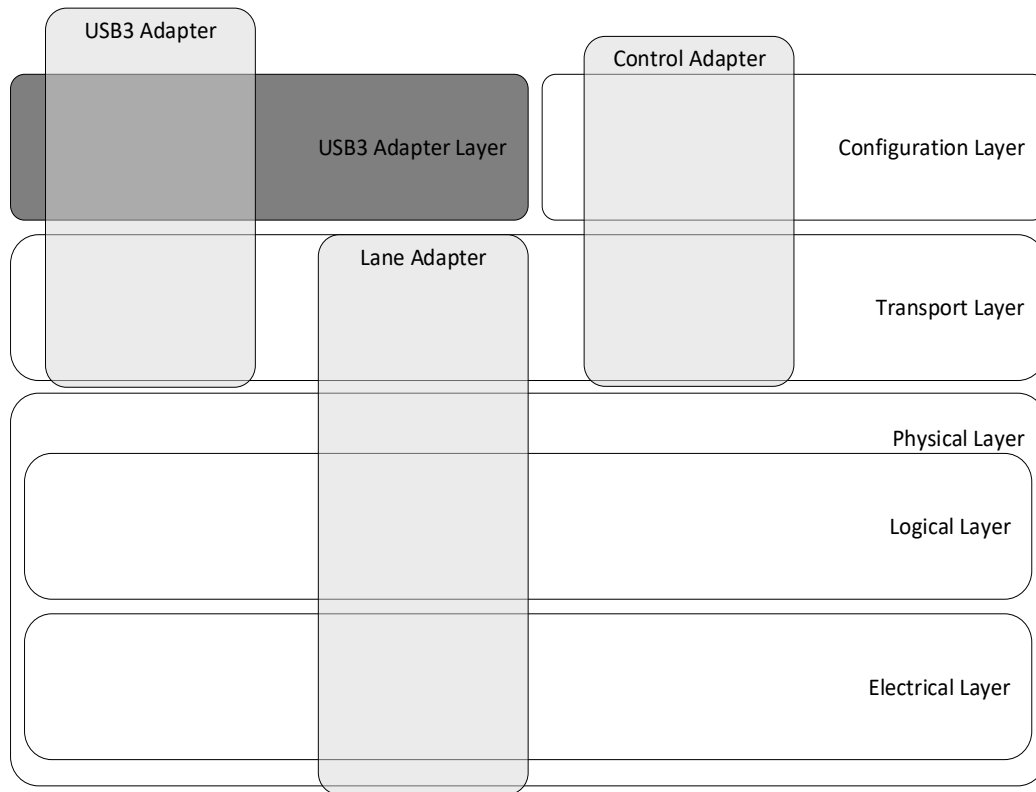 USB3 Adapter
Control Adapter
USB3 Adapter Layer
Configuration Layer
Lane Adapter
Transport Layer
Physical Layer
Logical Layer
Electrical Layer